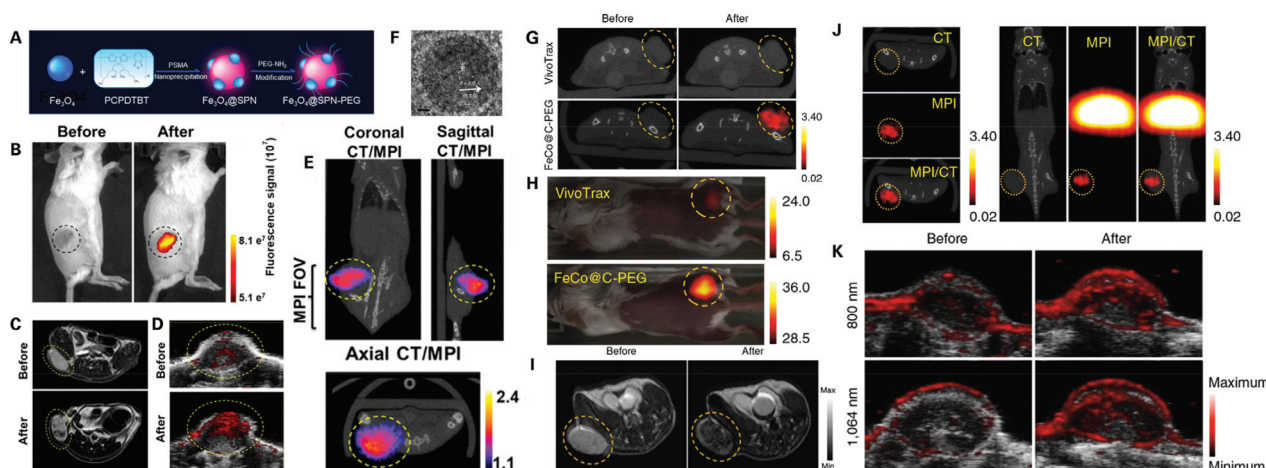 A
PSMA
Nanoprecipitation
PEG-NH₂
Modification
+
Fe₃O₄
PCPDTBT
Fe₃O₄@SPN
Fe₃O₄@SPN-PEG
B
Before
After
Fluorescence signal (10⁷)
8.1 e⁷
5.1 e⁷
C
Before
After
D
Before
After
E
Coronal
CT/MPI
Sagittal
CT/MPI
MPI FOV
Axial CT/MPI
2.4
1.1
F
G
Before
After
VivoTrax
FeCo@C-PEG
3.40
0.02
H
VivoTrax
24.0
6.5
FeCo@C-PEG
36.0
28.5
I
Before
After
Max
Min
J
CT
MPI
MPI/CT
CT
MPI
MPI/CT
3.40
0.02
3.40
0.02
K
Before
After
800 nm
1,064 nm
Maximum
Minimum